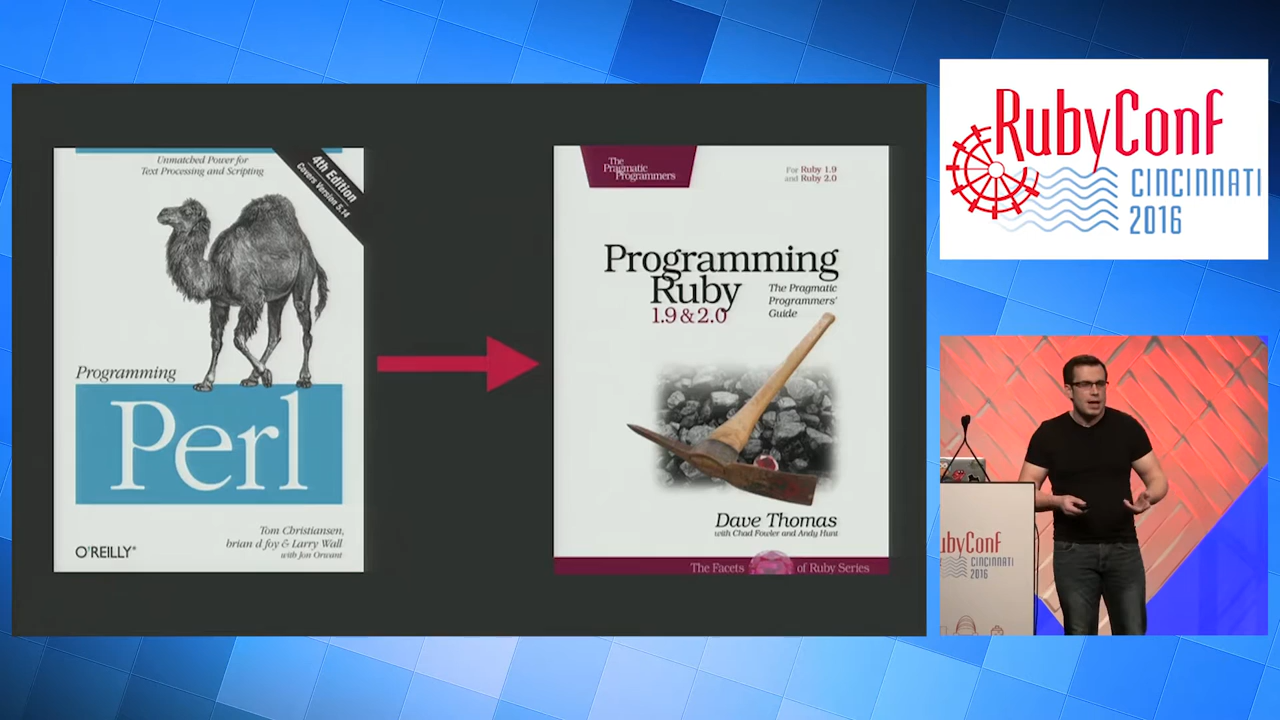 Unmatched Power for
Text Processing and Scripting
4th Edition
Covers Version 5.14
Programming
Perl
Tom Christiansen,
brian d foy & Larry Wall
with Jon Orwant
O'REILLY®
The
Pragmatic
Programmers
For Ruby 1.9
and Ruby 2.0
Programming
Ruby
1.9 & 2.0
The Pragmatic
Programmers'
Guide
Dave Thomas
with Chad Fowler and Andy Hunt
The Facets of Ruby Series
RubyConf
CINCINNATI
2016
ubyConf
CINCINNATI
2016